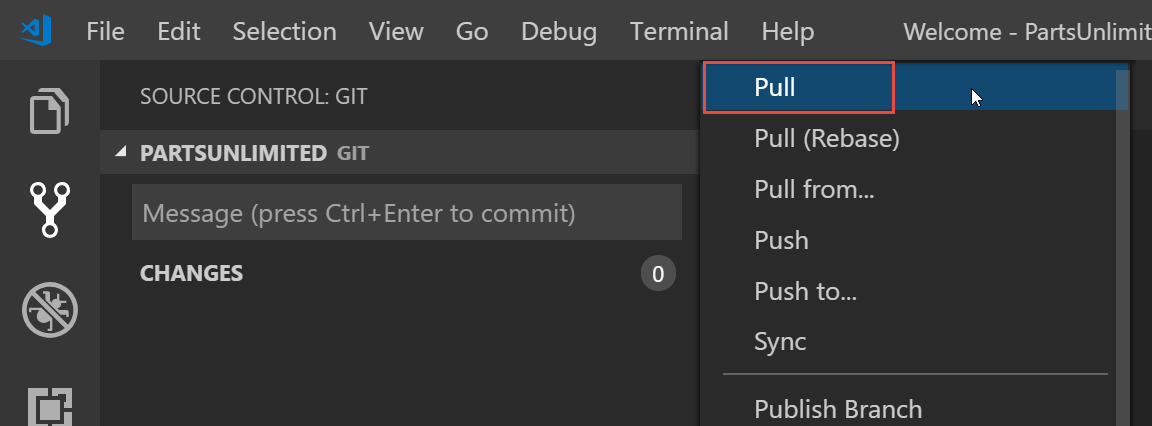 File Edit Selection View Go Debug Terminal Help Welcome - PartsUnlimit
SOURCE CONTROL: GIT
PARTSUNLIMITED GIT
Message (press Ctrl+Enter to commit)
CHANGES 0
Pull
Pull (Rebase)
Pull from...
Push
Push to...
Sync
Publish Branch